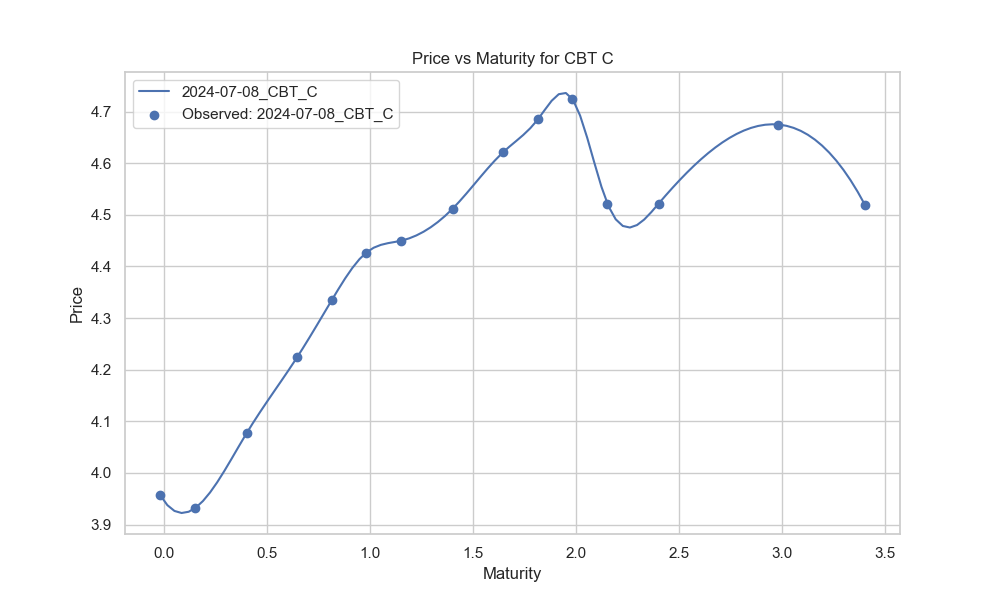 Price vs Maturity for CBT C
2024-07-08_CBT_C
Observed: 2024-07-08_CBT_C
Price
4.7
4.6
4.5
4.4
4.3
4.2
4.1
4.0
3.9
0.0 0.5 1.0 1.5 2.0 2.5 3.0 3.5
Maturity